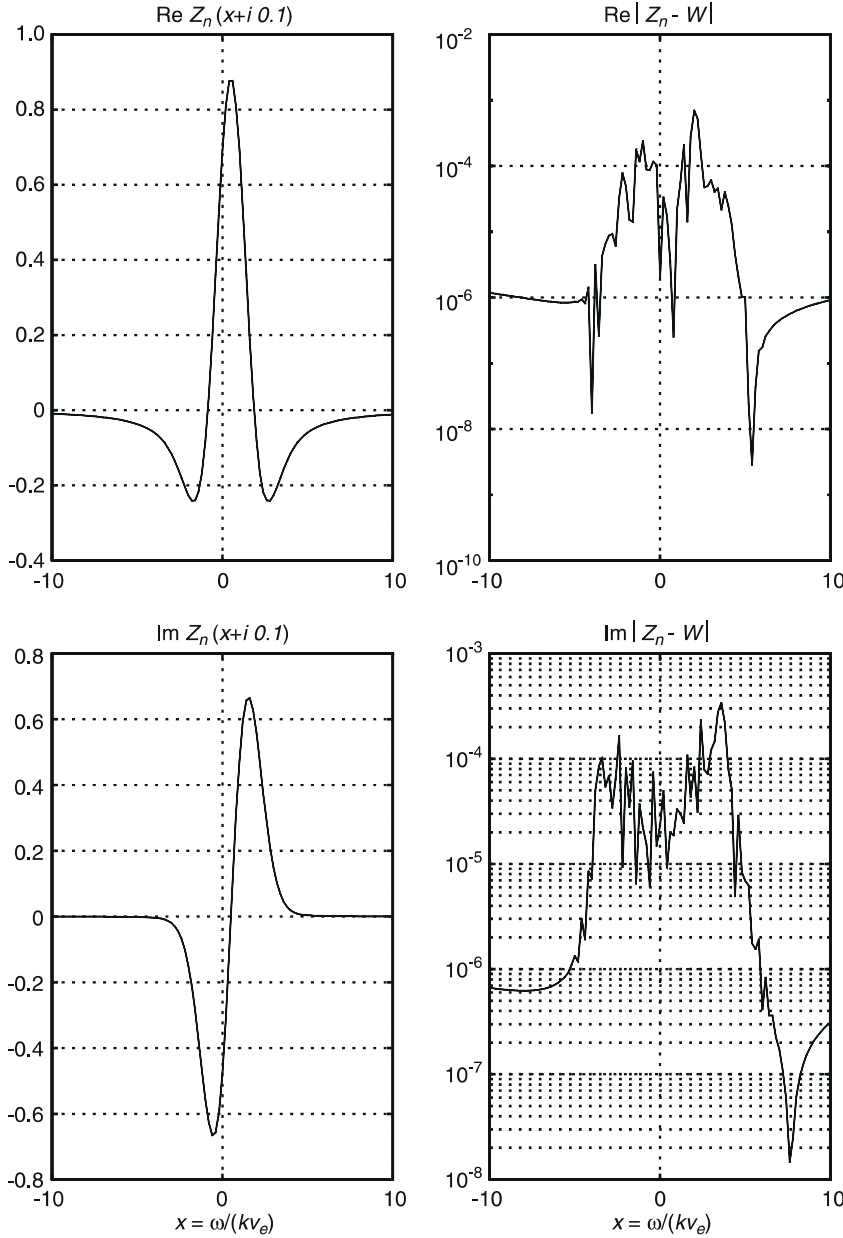 Re Z_n (x+i 0.1)
1.0
0.8
0.6
0.4
0.2
0
-0.2
-0.4
-10 0 10
Re | Z_n - W |
10^-2
10^-4
10^-6
10^-8
10^-10
-10 0 10
Im Z_n (x+i 0.1)
0.8
0.6
0.4
0.2
0
-0.2
-0.4
-0.6
-0.8
-10 0 10
x = ω/(kv_e)
Im | Z_n - W |
10^-3
10^-4
10^-5
10^-6
10^-7
10^-8
-10 0 10
x = ω/(kv_e)